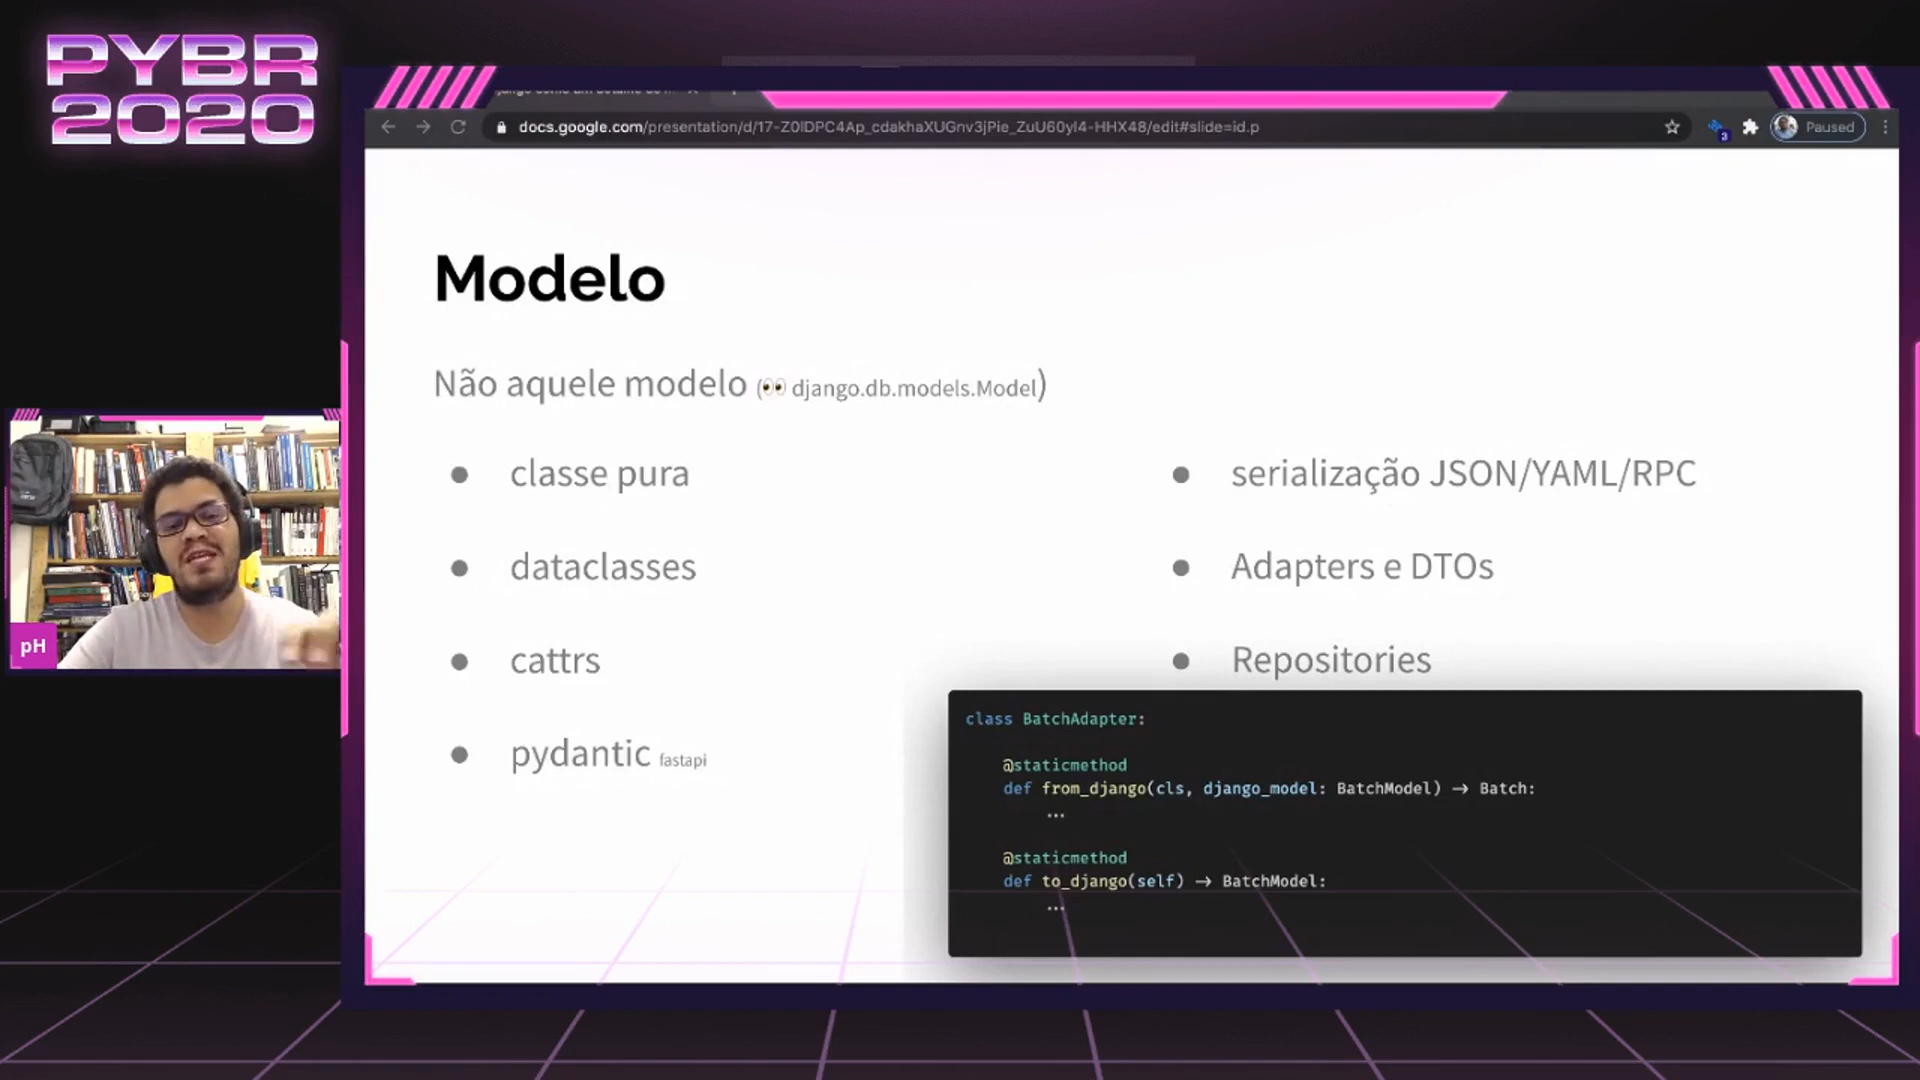 PYBR
2020
docs.google.com/presentation/d/17-Z0lDPC4Ap_cdakhaXUGnv3jPie_ZuU60yI4-HHX48/edit#slide=id.p
3
Paused
Modelo
Não aquele modelo (👀 django.db.models.Model)
● classe pura
● dataclasses
● cattrs
● pydantic fastapi
● serialização JSON/YAML/RPC
● Adapters e DTOs
● Repositories
class BatchAdapter:
@staticmethod
def from_django(cls, django_model: BatchModel) → Batch:
...
@staticmethod
def to_django(self) → BatchModel:
...
pH